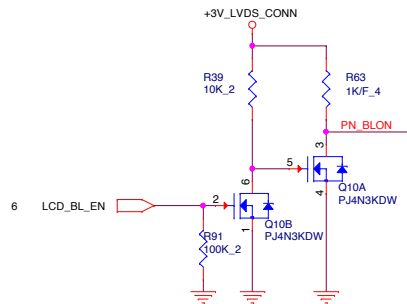 +3V_LVDS_CONN
R39
10K_2
R63
1K/F_4
PN_BLON
3
6
5
4
Q10A
PJ4N3KDW
6 LCD_BL_EN
2
1
Q10B
PJ4N3KDW
R91
100K_2